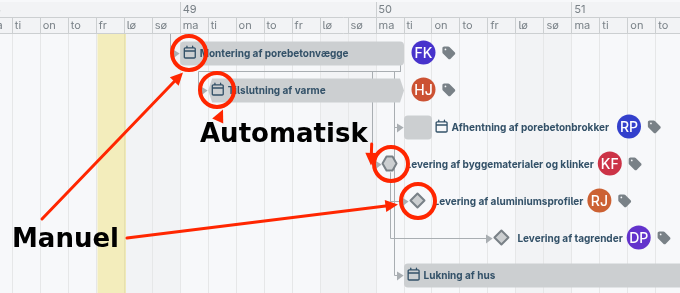 49 50 51
ti on to fr lø sø ma ti on to fr lø sø ma ti on to fr lø sø ma ti on to
Montering af porebetonvægge FK
Tilslutning af varme HJ
Automatisk
Afhentning af porebetonbrokker RP
Levering af byggematerialer og klinker KF
Levering af aluminiumsprofiler RJ
Manuel
Levering af tagrender DP
Lukning af hus